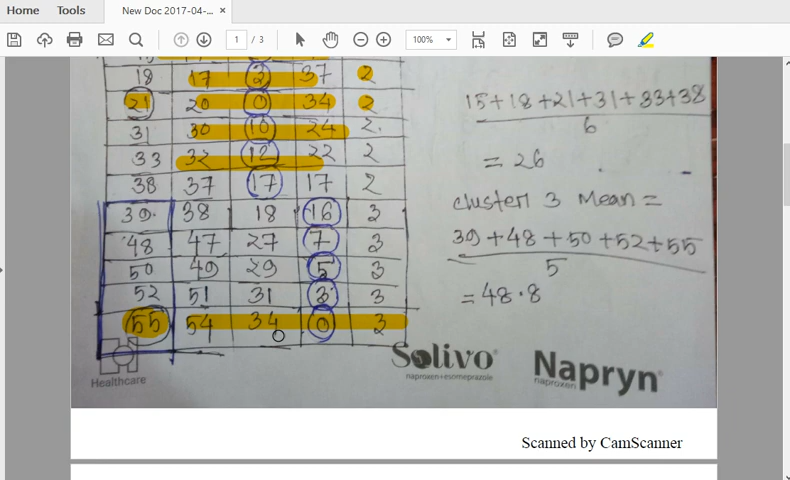 Home Tools New Doc 2017-04-... ×
1 / 3 100%
18 17 3 37 2
21 20 0 34 2
31 30 10 24 2.
33 32 12 22 2
38 37 17 17 2
39. 38 18 16 3
48 47 27 7 3
50 49 29 5 3
52 51 31 3 3
55 54 34 0 3
15+18+21+31+33+38
6
= 26
cluster 3 Mean =
39+48+50+52+55
5
= 48.8
Healthcare
Solivo®
naproxen+esomeprazole
Napryn®
naproxen
Scanned by CamScanner